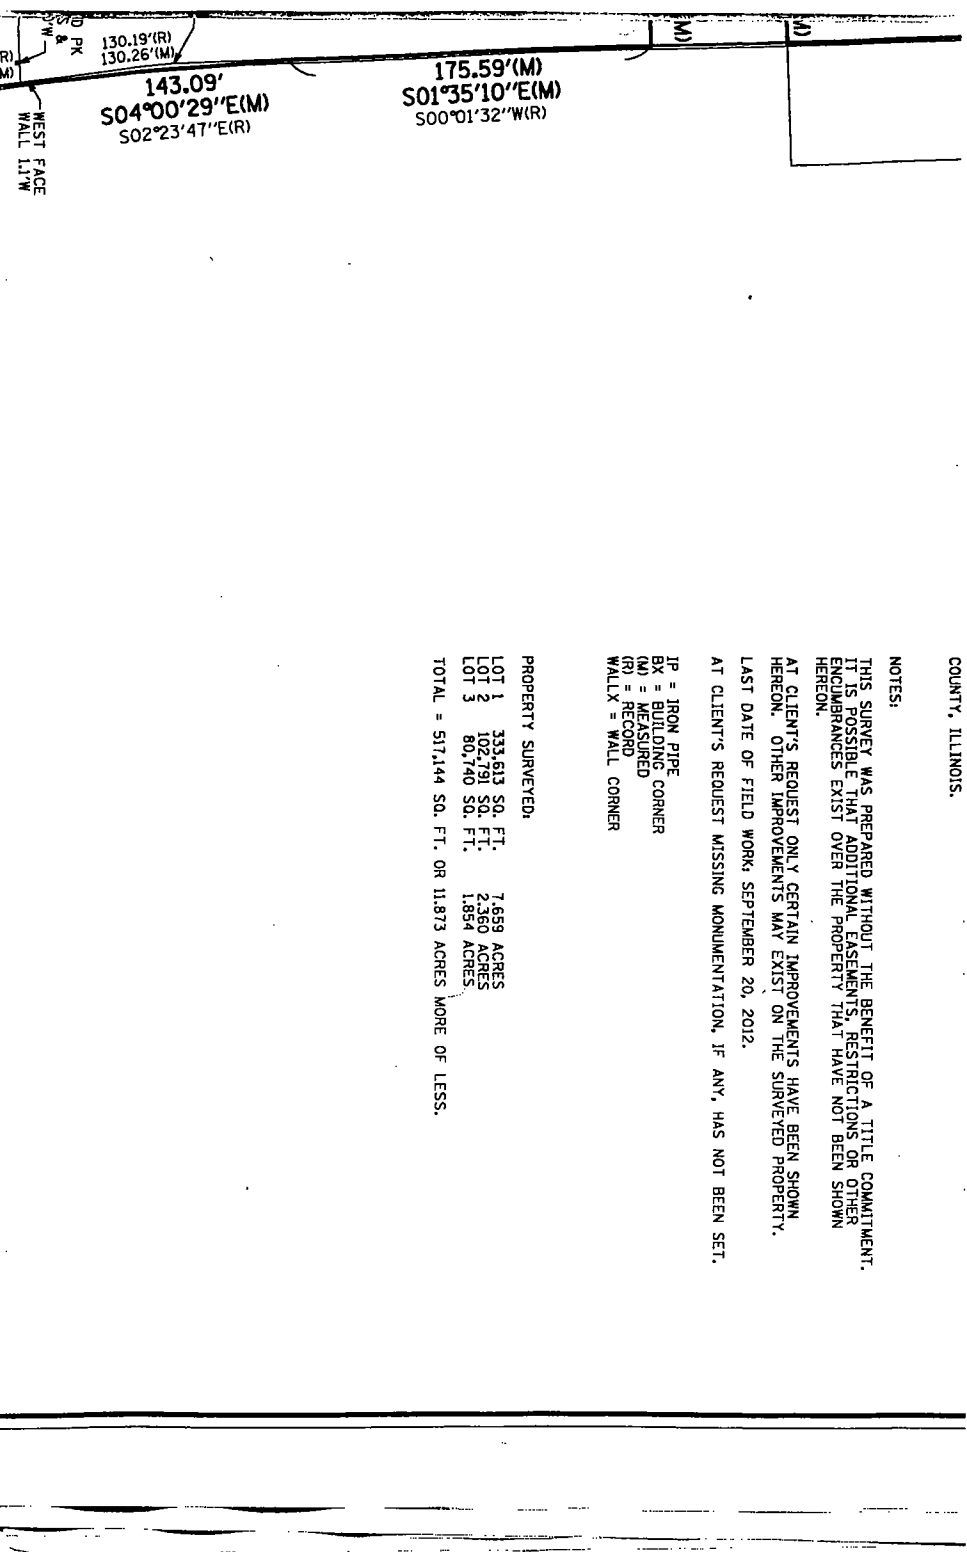 130.19'(R)
130.26'(M)
143.09'
S04°00'29"E(M)
S02°23'47"E(R)
175.59'(M)
S01°35'10"E(M)
S00°01'32"W(R)
M)
M)
R)
M)
PK
&
'W
WEST FACE
WALL 1.1'W
COUNTY, ILLINOIS.
NOTES:
THIS SURVEY WAS PREPARED WITHOUT THE BENEFIT OF A TITLE COMMITMENT.
IT IS POSSIBLE THAT ADDITIONAL EASEMENTS, RESTRICTIONS OR OTHER
ENCUMBRANCES EXIST OVER THE PROPERTY THAT HAVE NOT BEEN SHOWN
HEREON.
AT CLIENT'S REQUEST ONLY CERTAIN IMPROVEMENTS HAVE BEEN SHOWN
HEREON. OTHER IMPROVEMENTS MAY EXIST ON THE SURVEYED PROPERTY.
LAST DATE OF FIELD WORK: SEPTEMBER 20, 2012.
AT CLIENT'S REQUEST MISSING MONUMENTATION, IF ANY, HAS NOT BEEN SET.
IP = IRON PIPE
BX = BUILDING CORNER
(M) = MEASURED
(R) = RECORD
WALLX = WALL CORNER
PROPERTY SURVEYED:
LOT 1 333,613 SQ. FT. 7.659 ACRES
LOT 2 102,791 SQ. FT. 2.360 ACRES
LOT 3 80,740 SQ. FT. 1.854 ACRES
TOTAL = 517,144 SQ. FT. OR 11.873 ACRES MORE OF LESS.